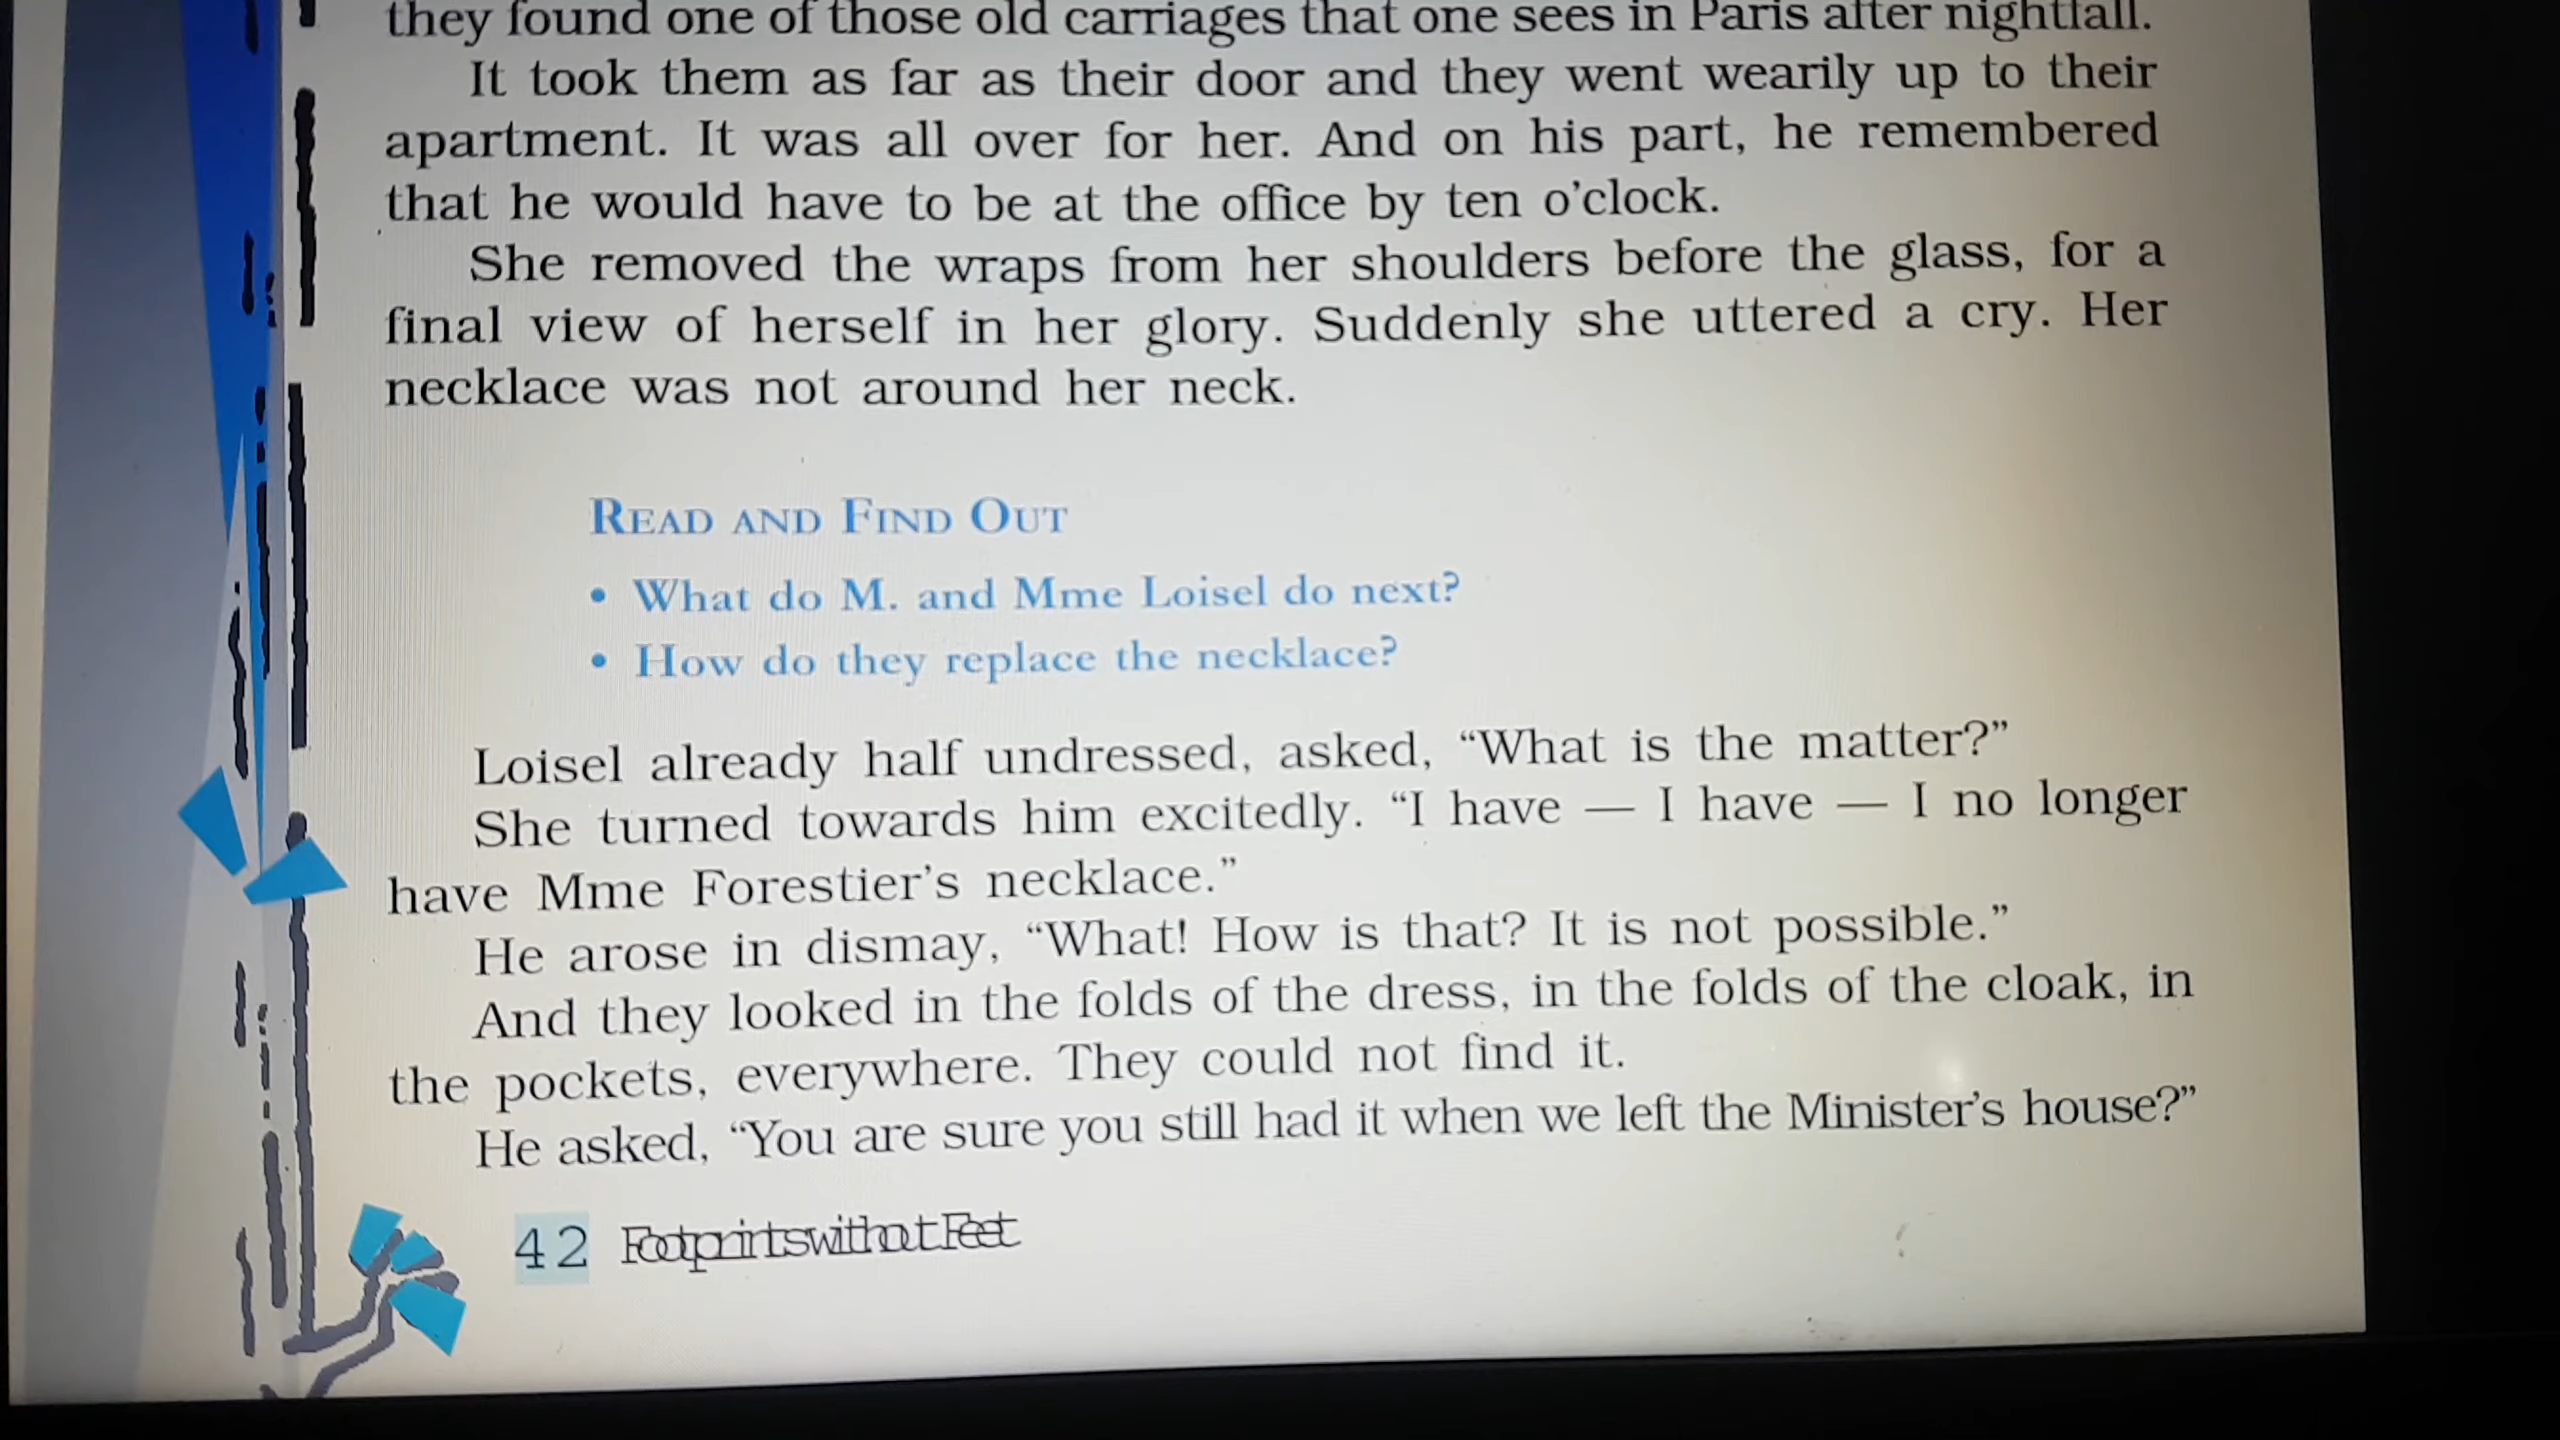 they found one of those old carriages that one sees in Paris after nightfall.
It took them as far as their door and they went wearily up to their
apartment. It was all over for her. And on his part, he remembered
that he would have to be at the office by ten o’clock.
She removed the wraps from her shoulders before the glass, for a
final view of herself in her glory. Suddenly she uttered a cry. Her
necklace was not around her neck.
READ AND FIND OUT
• What do M. and Mme Loisel do next?
• How do they replace the necklace?
Loisel already half undressed, asked, “What is the matter?”
She turned towards him excitedly. “I have — I have — I no longer
have Mme Forestier’s necklace.”
He arose in dismay, “What! How is that? It is not possible.”
And they looked in the folds of the dress, in the folds of the cloak, in
the pockets, everywhere. They could not find it.
He asked, “You are sure you still had it when we left the Minister’s house?”
42 Footprints without Feet